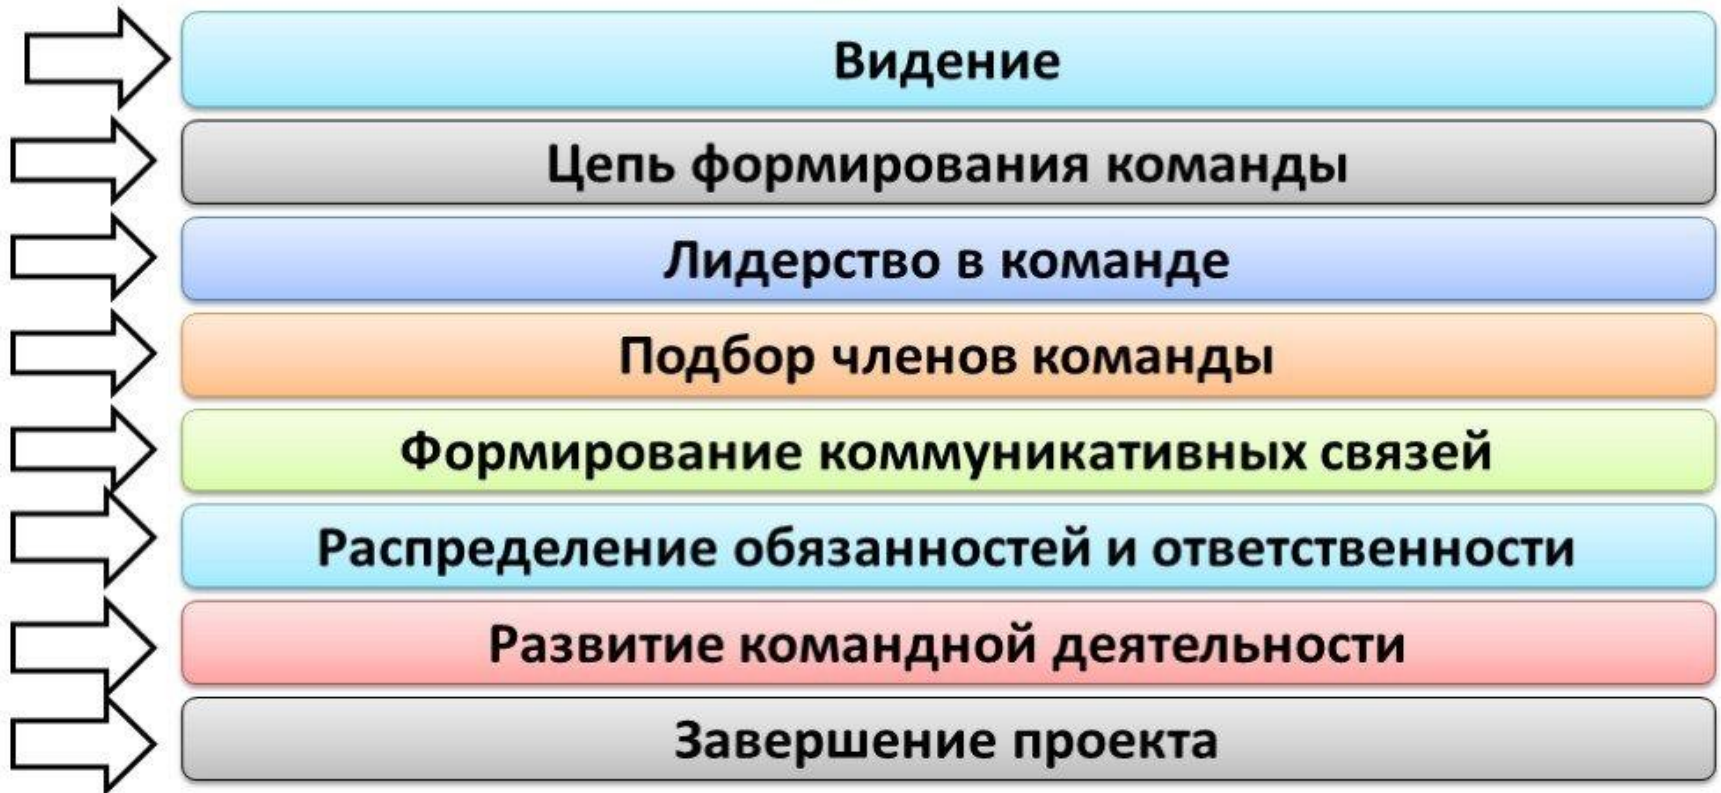 Видение
Цепь формирования команды
Лидерство в команде
Подбор членов команды
Формирование коммуникативных связей
Распределение обязанностей и ответственности
Развитие командной деятельности
Завершение проекта